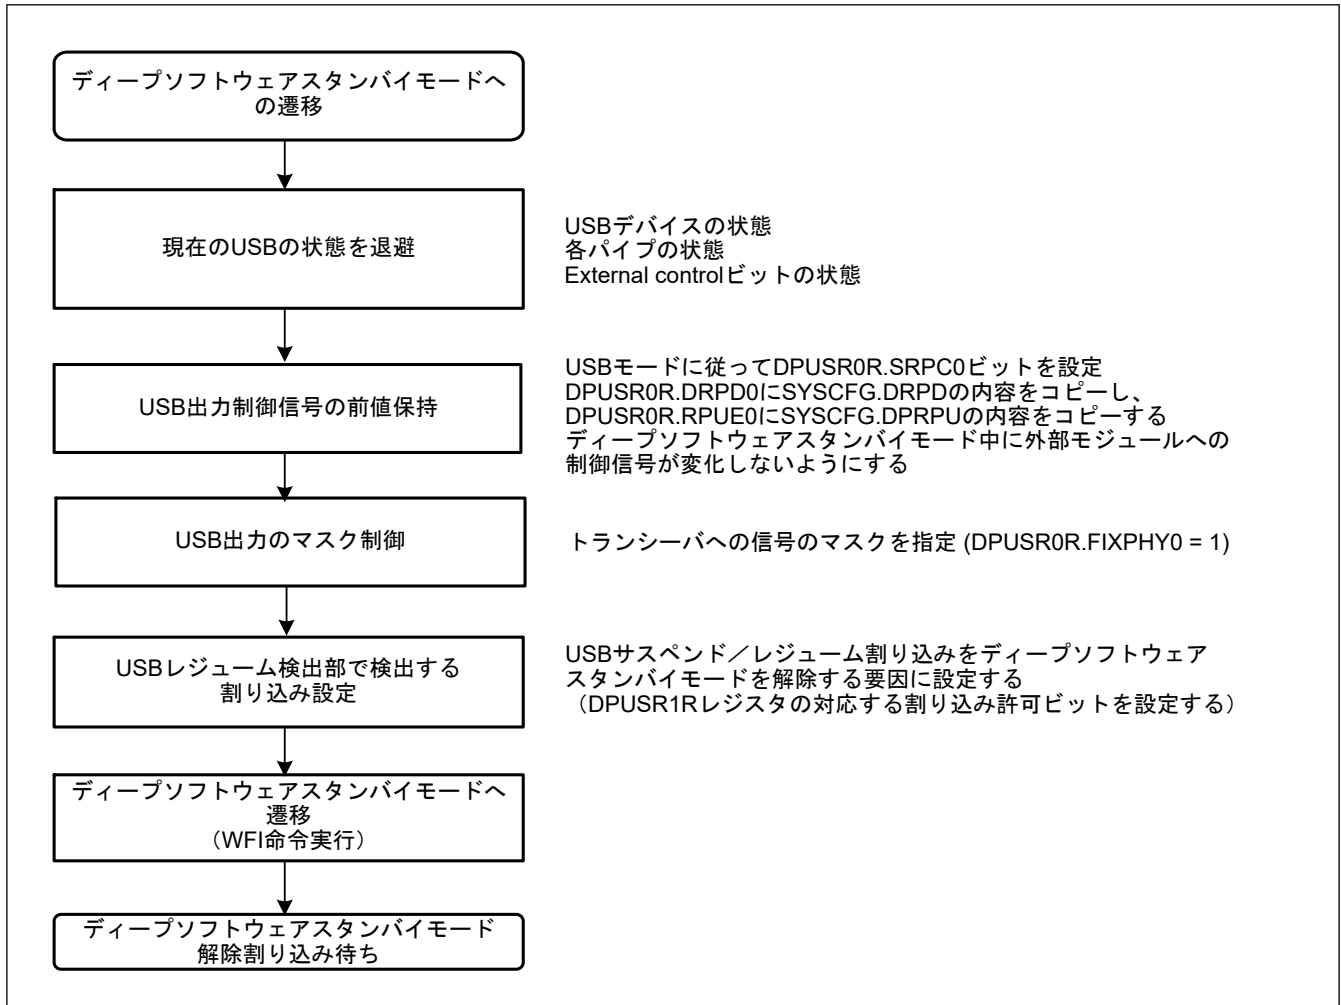 ディープソフトウェアスタンバイモードへ
の遷移
現在のUSBの状態を退避
USBデバイスの状態
各パイプの状態
External controlビットの状態
USB出力制御信号の前値保持
USBモードに従ってDPUSR0R.SRPC0ビットを設定
DPUSR0R.DRPD0にSYSCFG.DRPDの内容をコピーし、
DPUSR0R.RPUE0にSYSCFG.DPRPUの内容をコピーする
ディープソフトウェアスタンバイモード中に外部モジュールへの
制御信号が変化しないようにする
USB出力のマスク制御
トランシーバへの信号のマスクを指定 (DPUSR0R.FIXPHY0 = 1)
USBレジューム検出部で検出する
割り込み設定
USBサスペンド／レジューム割り込みをディープソフトウェア
スタンバイモードを解除する要因に設定する
（DPUSR1Rレジスタの対応する割り込み許可ビットを設定する）
ディープソフトウェアスタンバイモードへ
遷移
（WFI命令実行）
ディープソフトウェアスタンバイモード
解除割り込み待ち